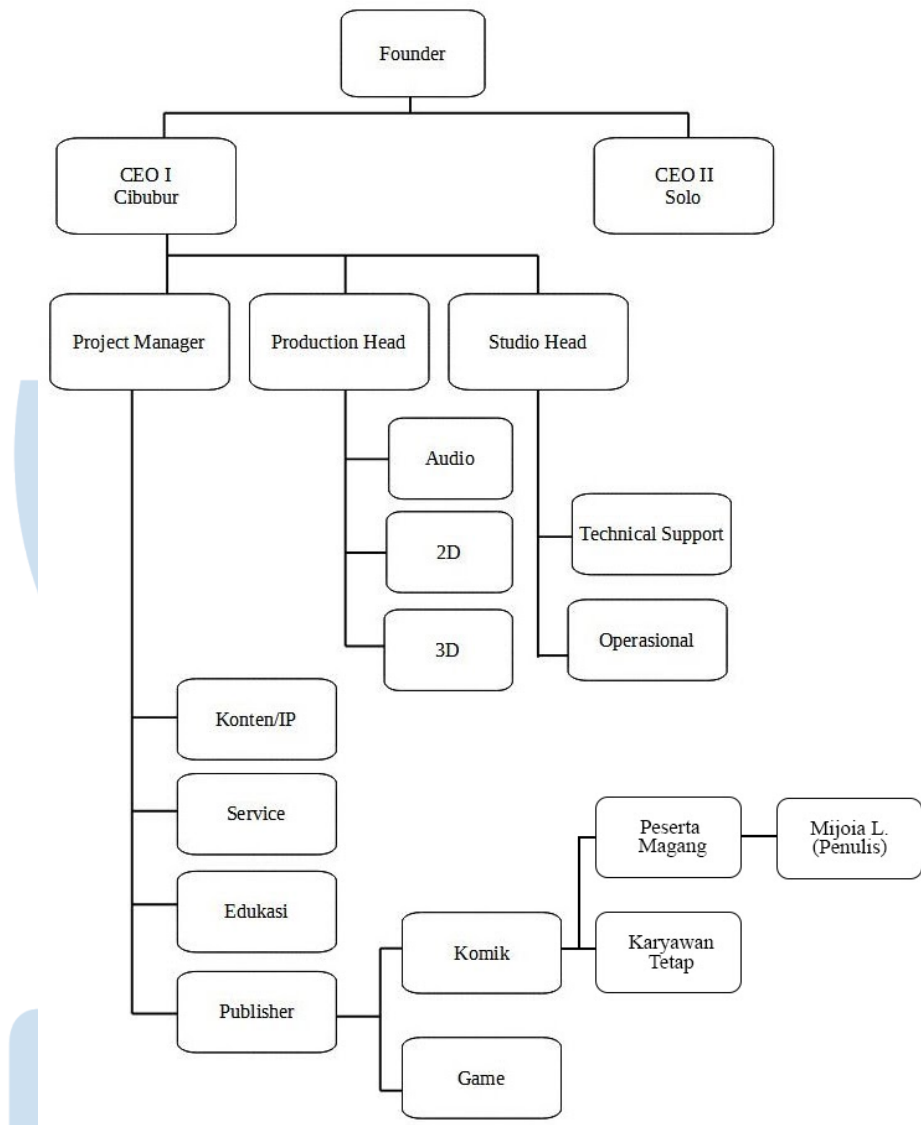 Founder
CEO I
Cibubur
CEO II
Solo
Project Manager
Production Head
Studio Head
Audio
2D
3D
Technical Support
Operasional
Konten/IP
Service
Edukasi
Publisher
Komik
Game
Peserta
Magang
Mijoia L.
(Penulis)
Karyawan
Tetap